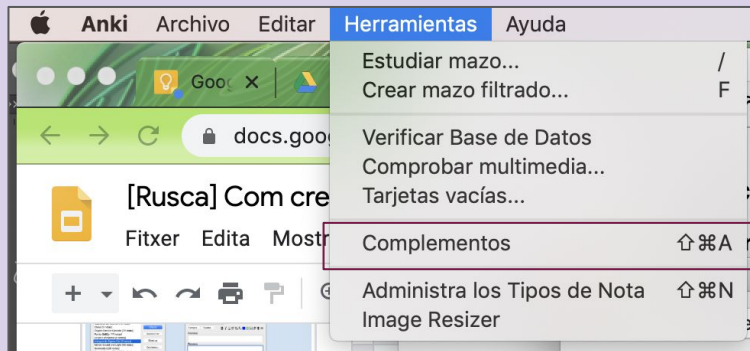 Anki Archivo Editar Herramientas Ayuda
Estudiar mazo... /
Crear mazo filtrado... F
Verificar Base de Datos
Comprobar multimedia...
Tarjetas vacías...
Complementos ⇧⌘A
Administra los Tipos de Nota ⇧⌘N
Image Resizer
Goo
docs.goo
[Rusca] Com cre
Fitxer Edita Mostr